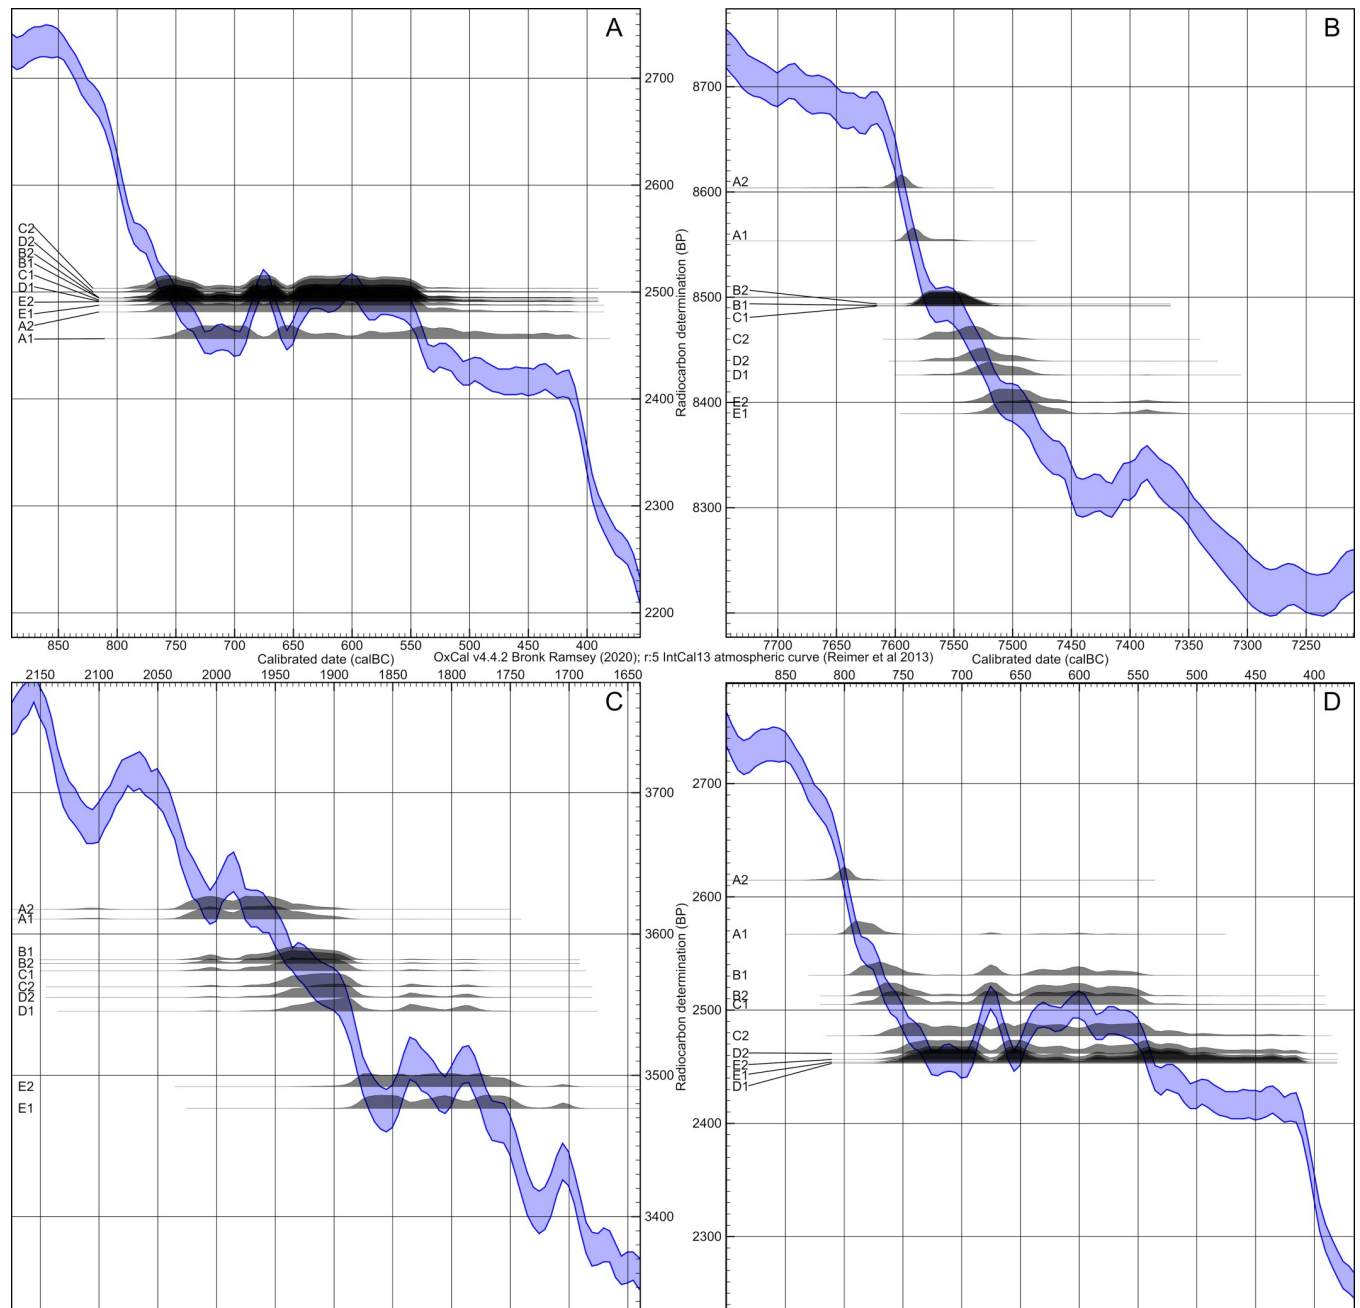 A
2700
2600
2500
2400
2300
2200
C2
D2
B2
B1
C1
D1
E2
E1
A2
A1
850 800 750 700 650 600 550 500 450 400
Calibrated date (calBC)
B
Radiocarbon determination (BP)
8700
8600
8500
8400
8300
A2
A1
B2
B1
C1
C2
D2
D1
E2
E1
7700 7650 7600 7550 7500 7450 7400 7350 7300 7250
Calibrated date (calBC)
OxCal v4.4.2 Bronk Ramsey (2020); r:5 IntCal13 atmospheric curve (Reimer et al 2013)
2150 2100 2050 2000 1950 1900 1850 1800 1750 1700 1650
C
3700
3600
3500
3400
A2
A1
B1
B2
C1
C2
D2
D1
E2
E1
850 800 750 700 650 600 550 500 450 400
D
Radiocarbon determination (BP)
2700
2600
2500
2400
2300
A2
A1
B1
B2
C1
C2
D2
E2
E1
D1